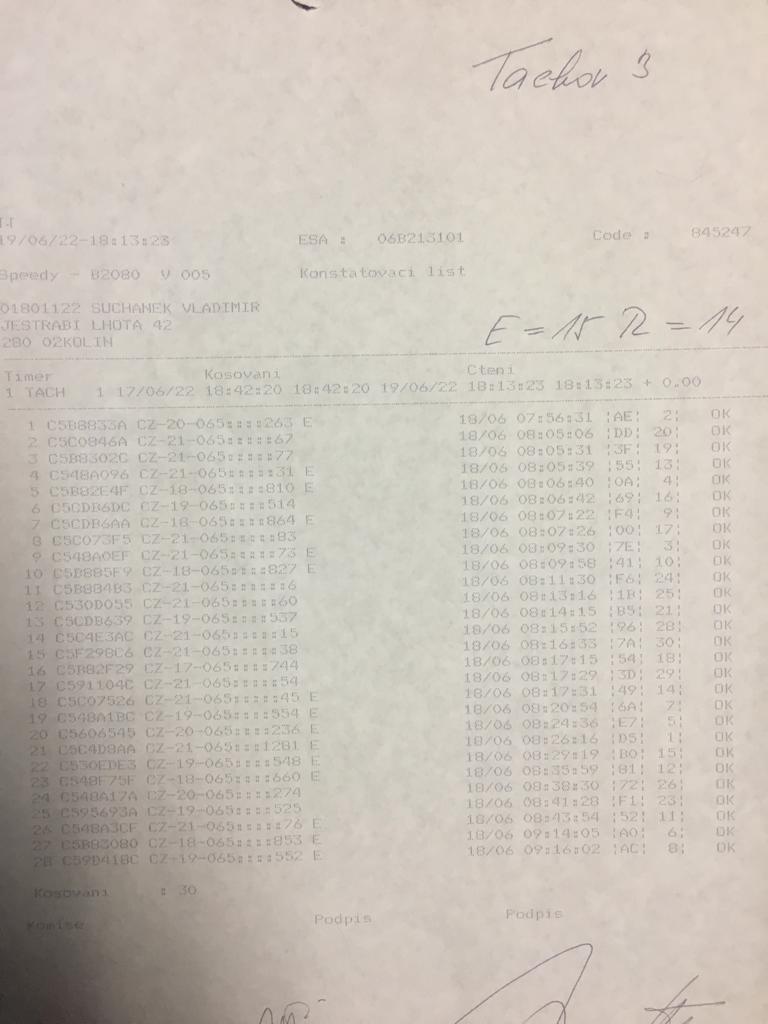 Tachov 3
19/06/22-18:13:23 ESA : 06B213101 Code : 845247
Speedy - B2080 V 005 Konstatovaci list
01801122 SUCHANEK VLADIMIR
JESTRABI LHOTA 42
280 02KOLIN
E = 15 R = 14
Timer Kosovani Cteni
1 TACH 1 17/06/22 18:42:20 18:42:20 19/06/22 18:13:23 18:13:23 + 0.00
1 C5B8833A CZ-20-065::::263 E 18/06 07:56:31 ¦AE¦ 2¦ OK
2 C5C0846A CZ-21-065:::::67 18/06 08:05:06 ¦DD¦ 20¦ OK
3 C5B8302C CZ-21-065:::::77 18/06 08:05:31 ¦3F¦ 19¦ OK
4 C548A096 CZ-21-065:::::31 E 18/06 08:05:39 ¦55¦ 13¦ OK
5 C5B82E4F CZ-18-065::::810 E 18/06 08:06:40 ¦0A¦ 4¦ OK
6 C5CDB6DC CZ-19-065::::514 18/06 08:06:42 ¦69¦ 16¦ OK
7 C5CDB6AA CZ-18-065::::864 E 18/06 08:07:22 ¦F4¦ 9¦ OK
8 C5C073F5 CZ-21-065:::::83 18/06 08:07:26 ¦00¦ 17¦ OK
9 C548A0EF CZ-21-065:::::73 E 18/06 08:09:30 ¦7E¦ 3¦ OK
10 C5B885F9 CZ-18-065::::827 E 18/06 08:09:58 ¦41¦ 10¦ OK
11 C5B884B3 CZ-21-065::::::6 18/06 08:11:30 ¦F6¦ 24¦ OK
12 C530D055 CZ-21-065:::::60 18/06 08:13:16 ¦1B¦ 25¦ OK
13 C5CDB639 CZ-19-065::::537 18/06 08:14:15 ¦B5¦ 21¦ OK
14 C5C4E3AC CZ-21-065:::::15 18/06 08:15:52 ¦96¦ 28¦ OK
15 C5F298C6 CZ-21-065:::::38 18/06 08:16:33 ¦7A¦ 30¦ OK
16 C5B82F29 CZ-17-065::::744 18/06 08:17:15 ¦54¦ 18¦ OK
17 C591104C CZ-21-065:::::54 18/06 08:17:29 ¦3D¦ 29¦ OK
18 C5C07526 CZ-21-065:::::45 E 18/06 08:17:31 ¦49¦ 14¦ OK
19 C548A1BC CZ-19-065::::554 E 18/06 08:20:54 ¦6A¦ 7¦ OK
20 C5606545 CZ-20-065::::236 E 18/06 08:24:36 ¦E7¦ 5¦ OK
21 C5C4D8AA CZ-21-065:::1281 E 18/06 08:26:16 ¦D5¦ 1¦ OK
22 C530EDE3 CZ-19-065::::548 E 18/06 08:29:19 ¦B0¦ 15¦ OK
23 C548F75F CZ-18-065::::660 E 18/06 08:35:59 ¦81¦ 12¦ OK
24 C548A17A CZ-20-065::::274 18/06 08:38:30 ¦72¦ 26¦ OK
25 C595693A CZ-19-065::::525 18/06 08:41:28 ¦F1¦ 23¦ OK
26 C548A3CF CZ-21-065:::::76 E 18/06 08:43:54 ¦52¦ 11¦ OK
27 C5B83080 CZ-18-065::::853 E 18/06 09:14:05 ¦A0¦ 6¦ OK
28 C59D418C CZ-19-065::::552 E 18/06 09:16:02 ¦AC¦ 8¦ OK
Kosovani : 30
Komise Podpis Podpis